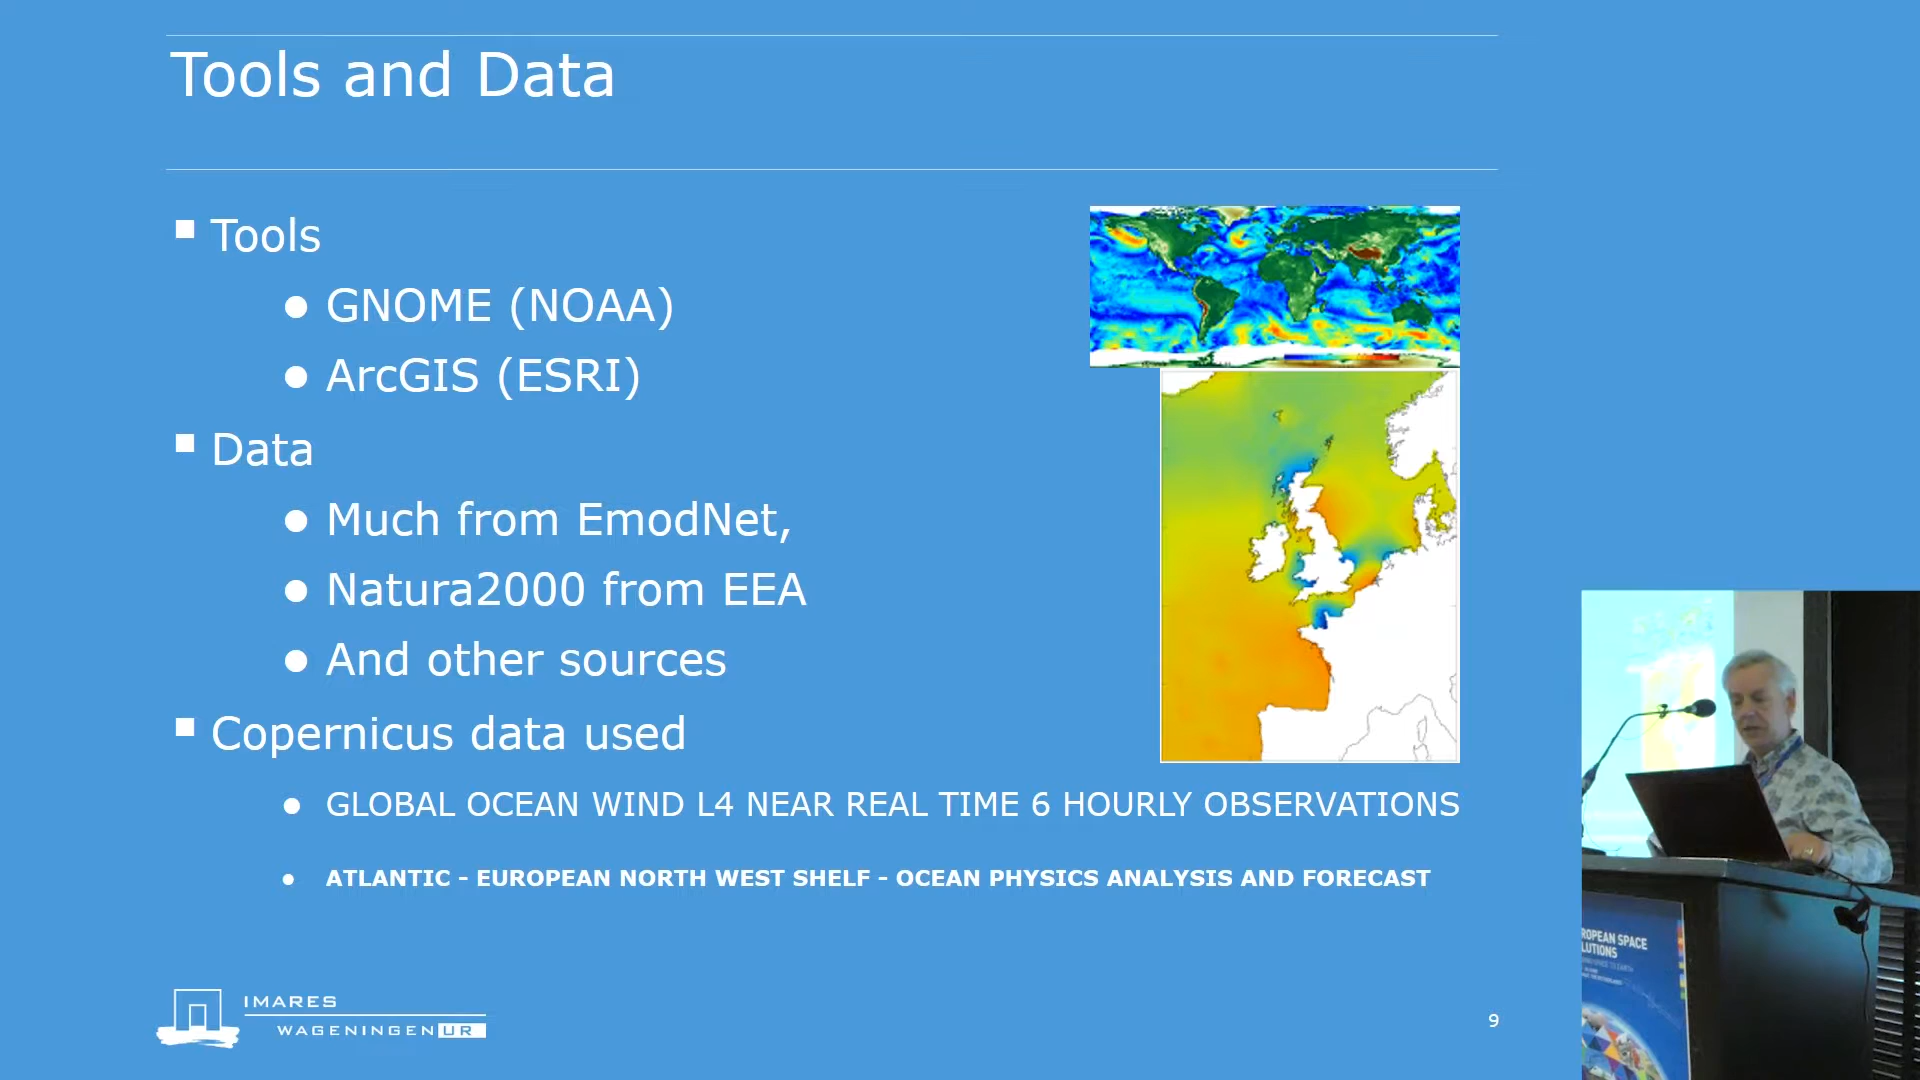 Tools and Data
Tools
GNOME (NOAA)
ArcGIS (ESRI)
Data
Much from EmodNet,
Natura2000 from EEA
And other sources
Copernicus data used
GLOBAL OCEAN WIND L4 NEAR REAL TIME 6 HOURLY OBSERVATIONS
ATLANTIC - EUROPEAN NORTH WEST SHELF - OCEAN PHYSICS ANALYSIS AND FORECAST
IMARES
WAGENINGEN UR
9
ROPEAN SPACE
LUTIONS